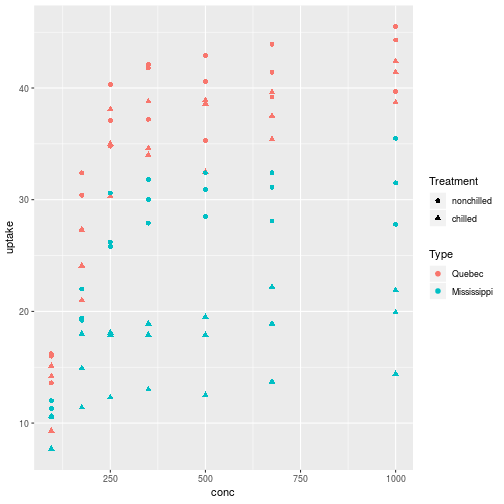 40
30
20
10
uptake
250
500
750
1000
conc
Treatment
nonchilled
chilled
Type
Quebec
Mississippi